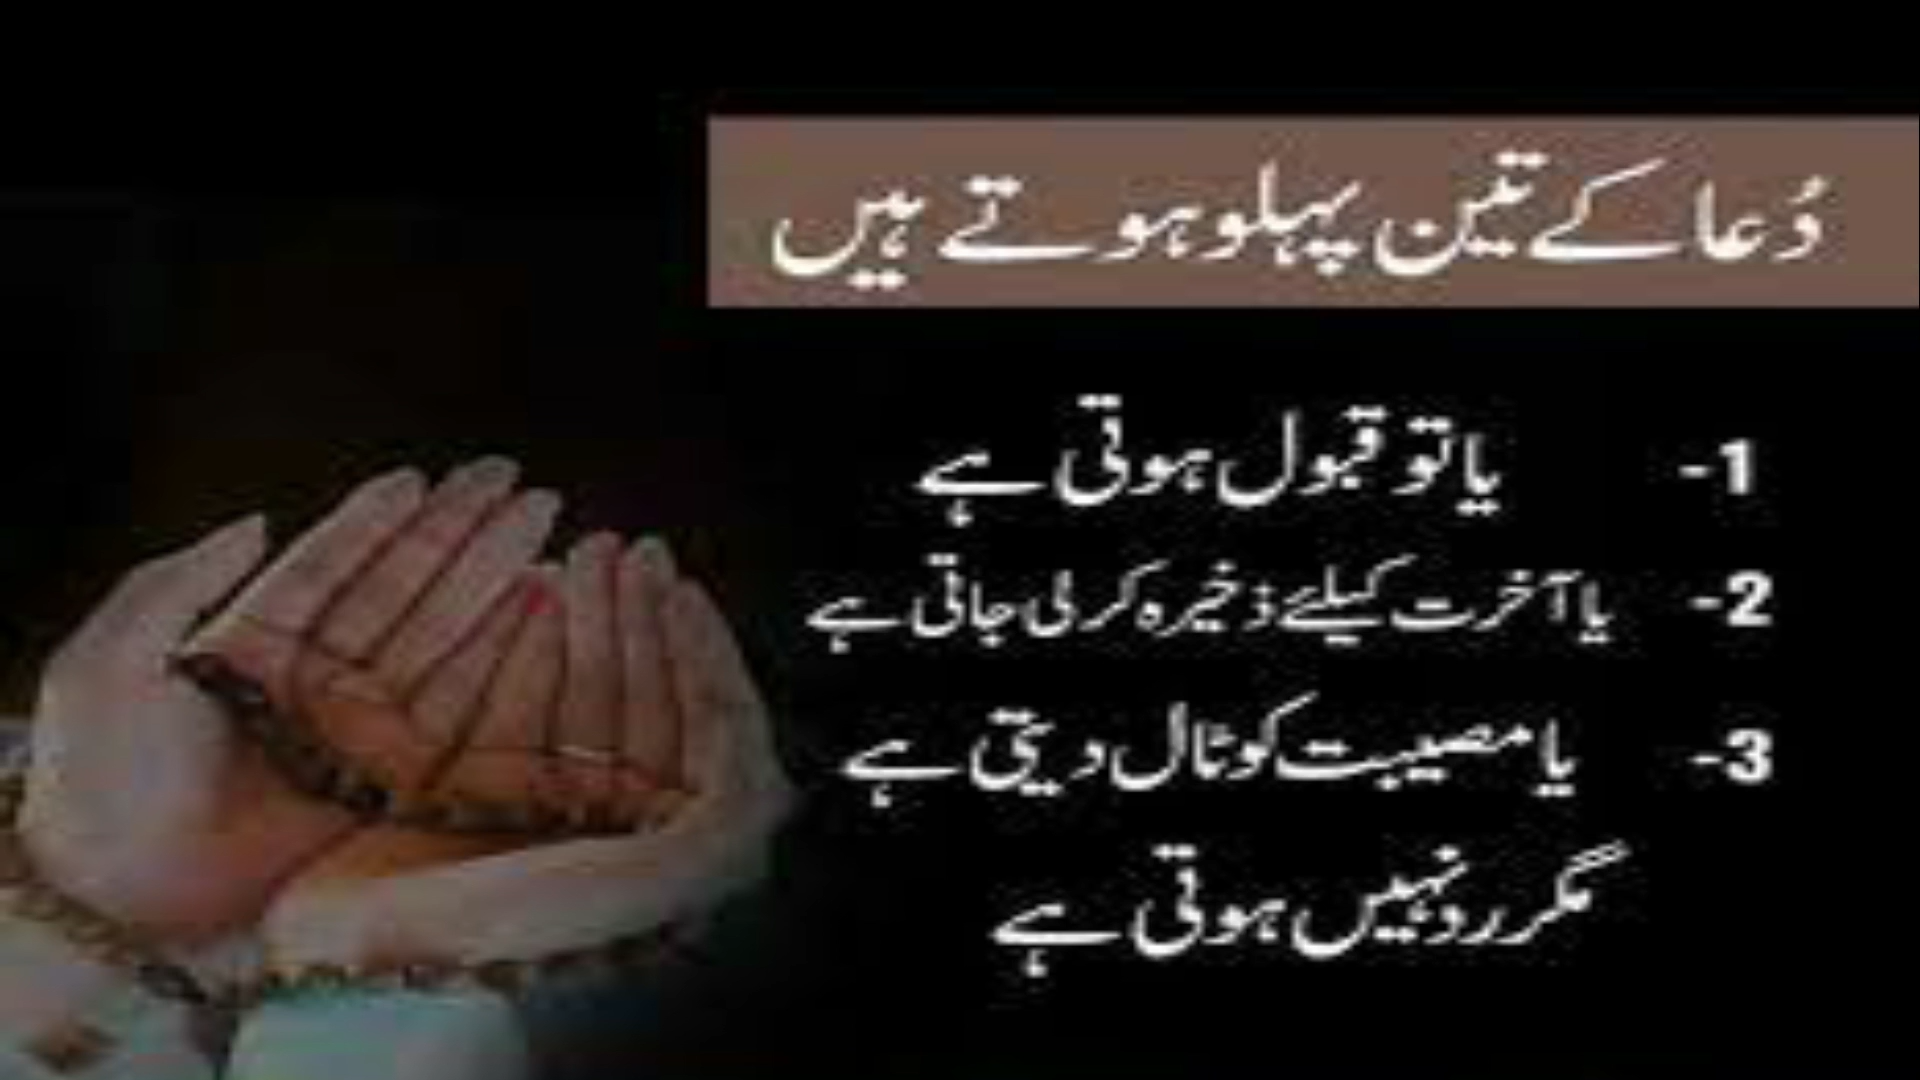 دُعا کے تین پہلو ہوتے ہیں
1- یا تو قبول ہوتی ہے
2- یا آخرت کیلئے ذخیرہ کر لی جاتی ہے
3- یا مصیبت کو ٹال دیتی ہے
مگر رد نہیں ہوتی ہے